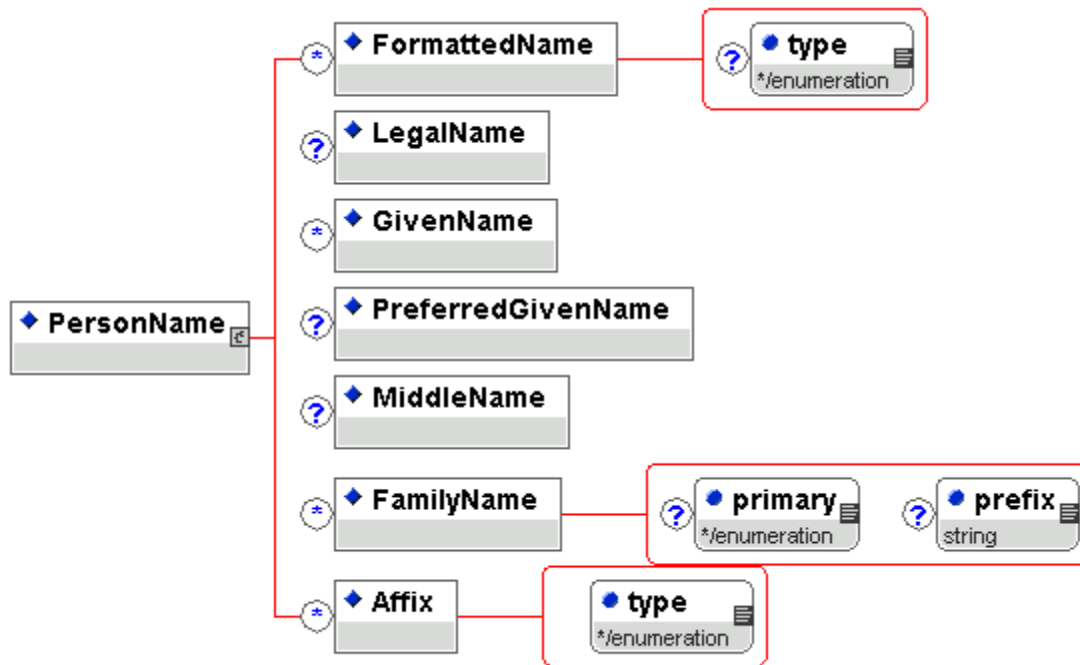 * FormattedName
? type
*/enumeration
? LegalName
* GivenName
PersonName
? PreferredGivenName
? MiddleName
* FamilyName
? primary
*/enumeration
? prefix
string
* Affix
type
*/enumeration